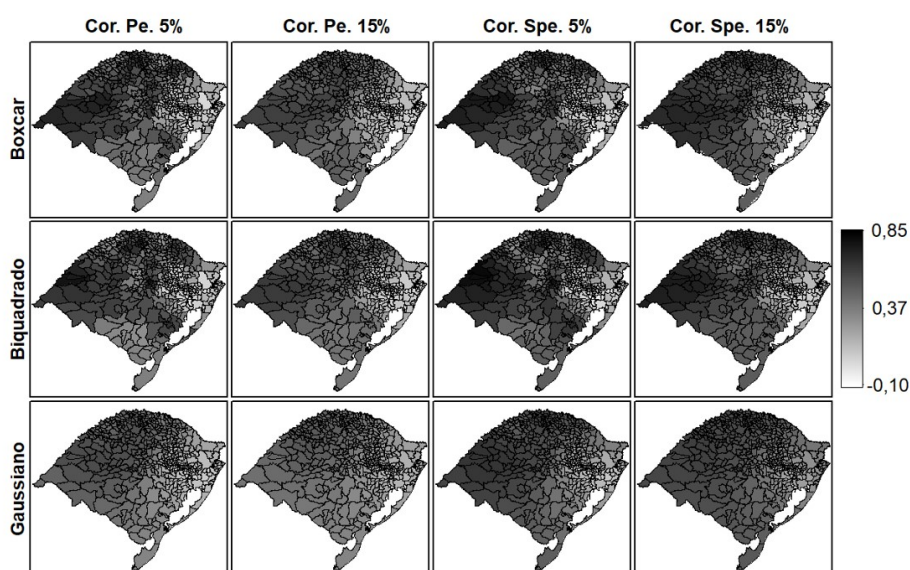 Cor. Pe. 5% Cor. Pe. 15% Cor. Spe. 5% Cor. Spe. 15%
Boxcar
Biquadrado
Gaussiano
0,85
0,37
-0,10